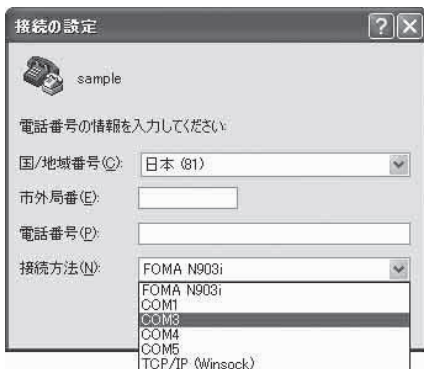 接続の設定
sample
電話番号の情報を入力してください:
国/地域番号(C): 日本 (81)
市外局番(E):
電話番号(P):
接続方法(N): FOMA N903i
FOMA N903i
COM1
COM3
COM4
COM5
TCP/IP (Winsock)